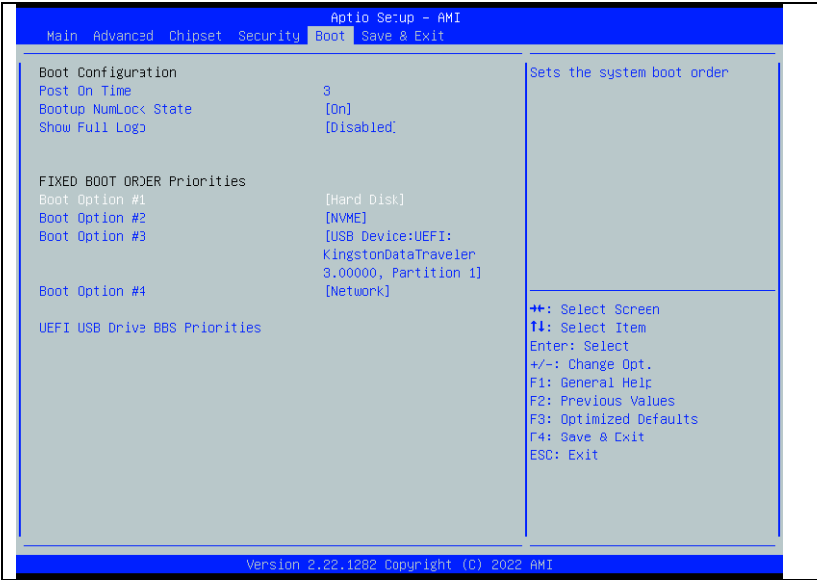 Aptio Setup – AMI
Main Advanced Chipset Security Boot Save & Exit
Boot Configuration
Post On Time 3
Bootup NumLock State [On]
Show Full Logo [Disabled]
FIXED BOOT ORDER Priorities
Boot Option #1 [Hard Disk]
Boot Option #2 [NVME]
Boot Option #3 [USB Device:UEFI:
KingstonDataTraveler
3.00000, Partition 1]
Boot Option #4 [Network]
UEFI USB Drive BBS Priorities
Sets the system boot order
→←: Select Screen
↑↓: Select Item
Enter: Select
+/-: Change Opt.
F1: General Help
F2: Previous Values
F3: Optimized Defaults
F4: Save & Exit
ESC: Exit
Version 2.22.1282 Copyright (C) 2022 AMI